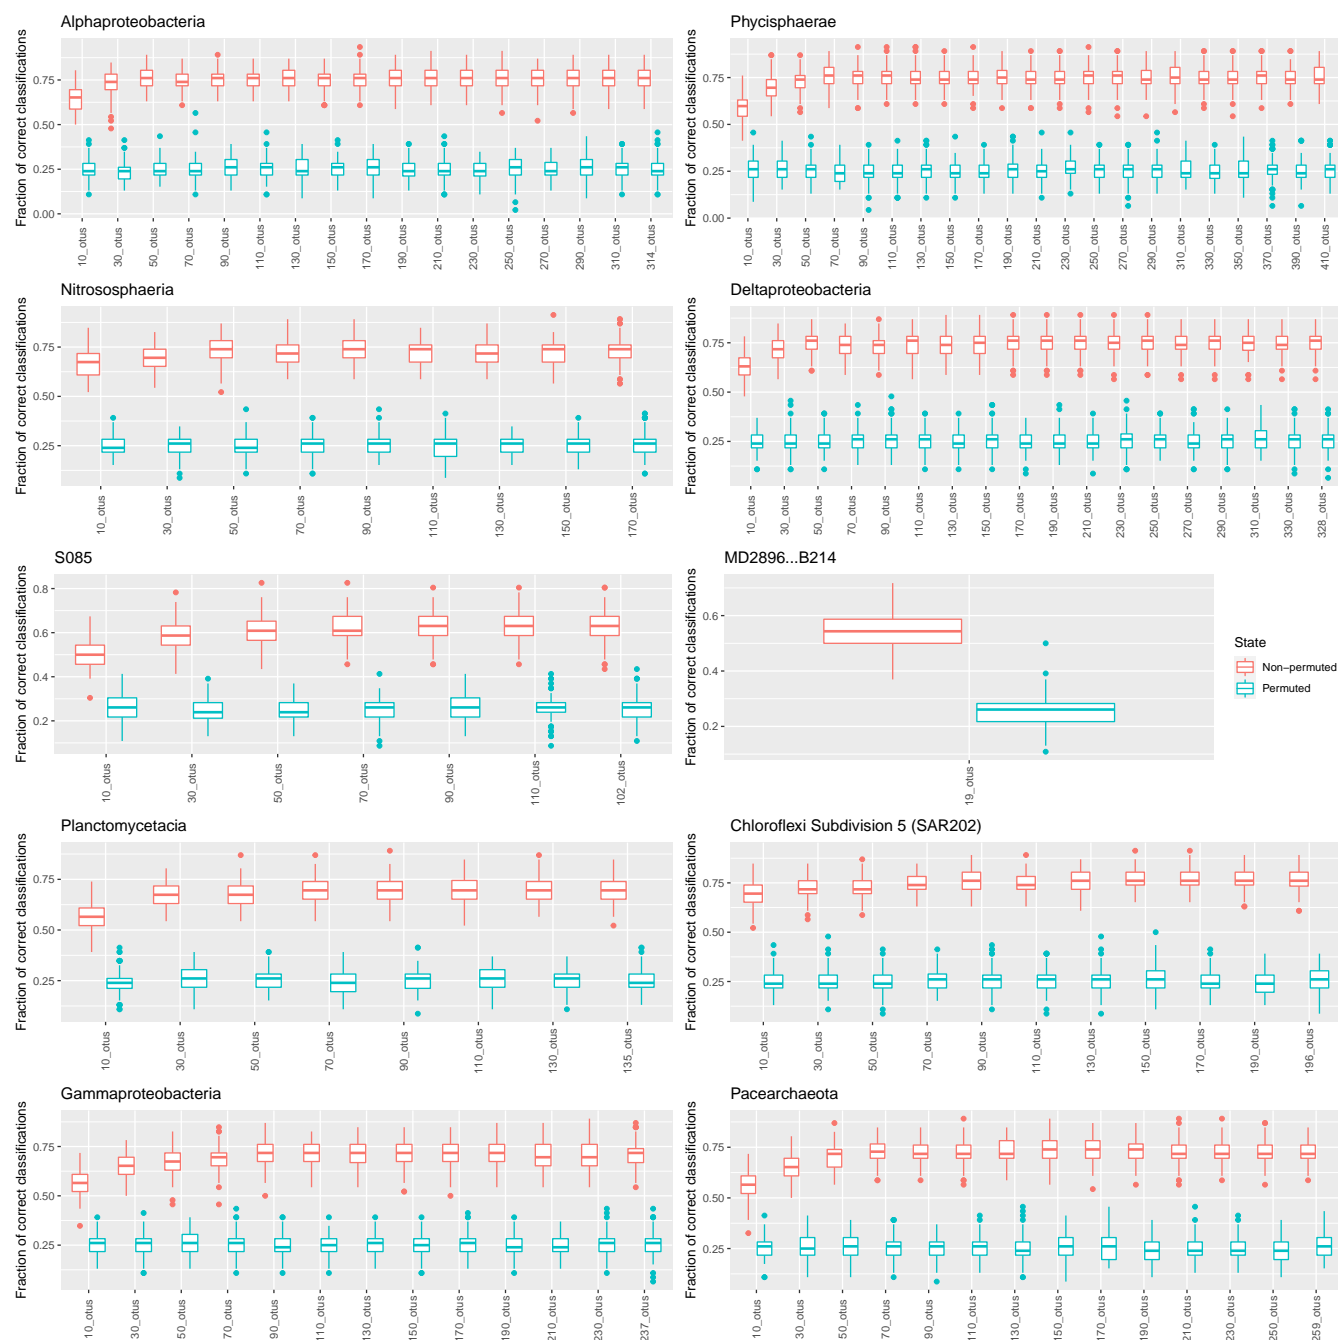 Alphaproteobacteria
Fraction of correct classifications
0.75
0.50
0.25
0.00
10_otus
30_otus
50_otus
70_otus
90_otus
110_otus
130_otus
150_otus
170_otus
190_otus
210_otus
230_otus
250_otus
270_otus
290_otus
310_otus
314_otus
Phycisphaerae
Fraction of correct classifications
0.75
0.50
0.25
0.00
10_otus
30_otus
50_otus
70_otus
90_otus
110_otus
130_otus
150_otus
170_otus
190_otus
210_otus
230_otus
250_otus
270_otus
290_otus
310_otus
330_otus
350_otus
370_otus
390_otus
410_otus
Nitrososphaeria
Fraction of correct classifications
0.75
0.50
0.25
10_otus
30_otus
50_otus
70_otus
90_otus
110_otus
130_otus
150_otus
170_otus
Deltaproteobacteria
Fraction of correct classifications
0.75
0.50
0.25
10_otus
30_otus
50_otus
70_otus
90_otus
110_otus
130_otus
150_otus
170_otus
190_otus
210_otus
230_otus
250_otus
270_otus
290_otus
310_otus
330_otus
328_otus
S085
Fraction of correct classifications
0.8
0.6
0.4
0.2
10_otus
30_otus
50_otus
70_otus
90_otus
110_otus
102_otus
MD2896...B214
Fraction of correct classifications
0.6
0.4
0.2
19_otus
State
Non-permuted
Permuted
Planctomycetacia
Fraction of correct classifications
0.75
0.50
0.25
10_otus
30_otus
50_otus
70_otus
90_otus
110_otus
130_otus
135_otus
Chloroflexi Subdivision 5 (SAR202)
Fraction of correct classifications
0.75
0.50
0.25
10_otus
30_otus
50_otus
70_otus
90_otus
110_otus
130_otus
150_otus
170_otus
190_otus
196_otus
Gammaproteobacteria
Fraction of correct classifications
0.75
0.50
0.25
10_otus
30_otus
50_otus
70_otus
90_otus
110_otus
130_otus
150_otus
170_otus
190_otus
210_otus
230_otus
237_otus
Pacearchaeota
Fraction of correct classifications
0.75
0.50
0.25
10_otus
30_otus
50_otus
70_otus
90_otus
110_otus
130_otus
150_otus
170_otus
190_otus
210_otus
230_otus
250_otus
259_otus